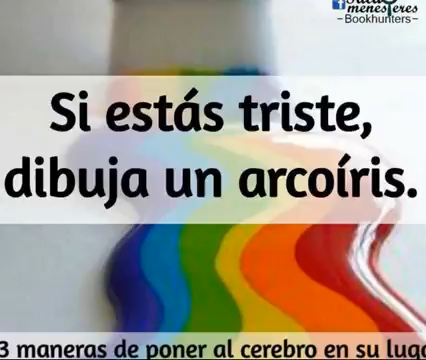 menesteres
-Bookhunters-
Si estás triste,
dibuja un arcoíris.
3 maneras de poner al cerebro en su